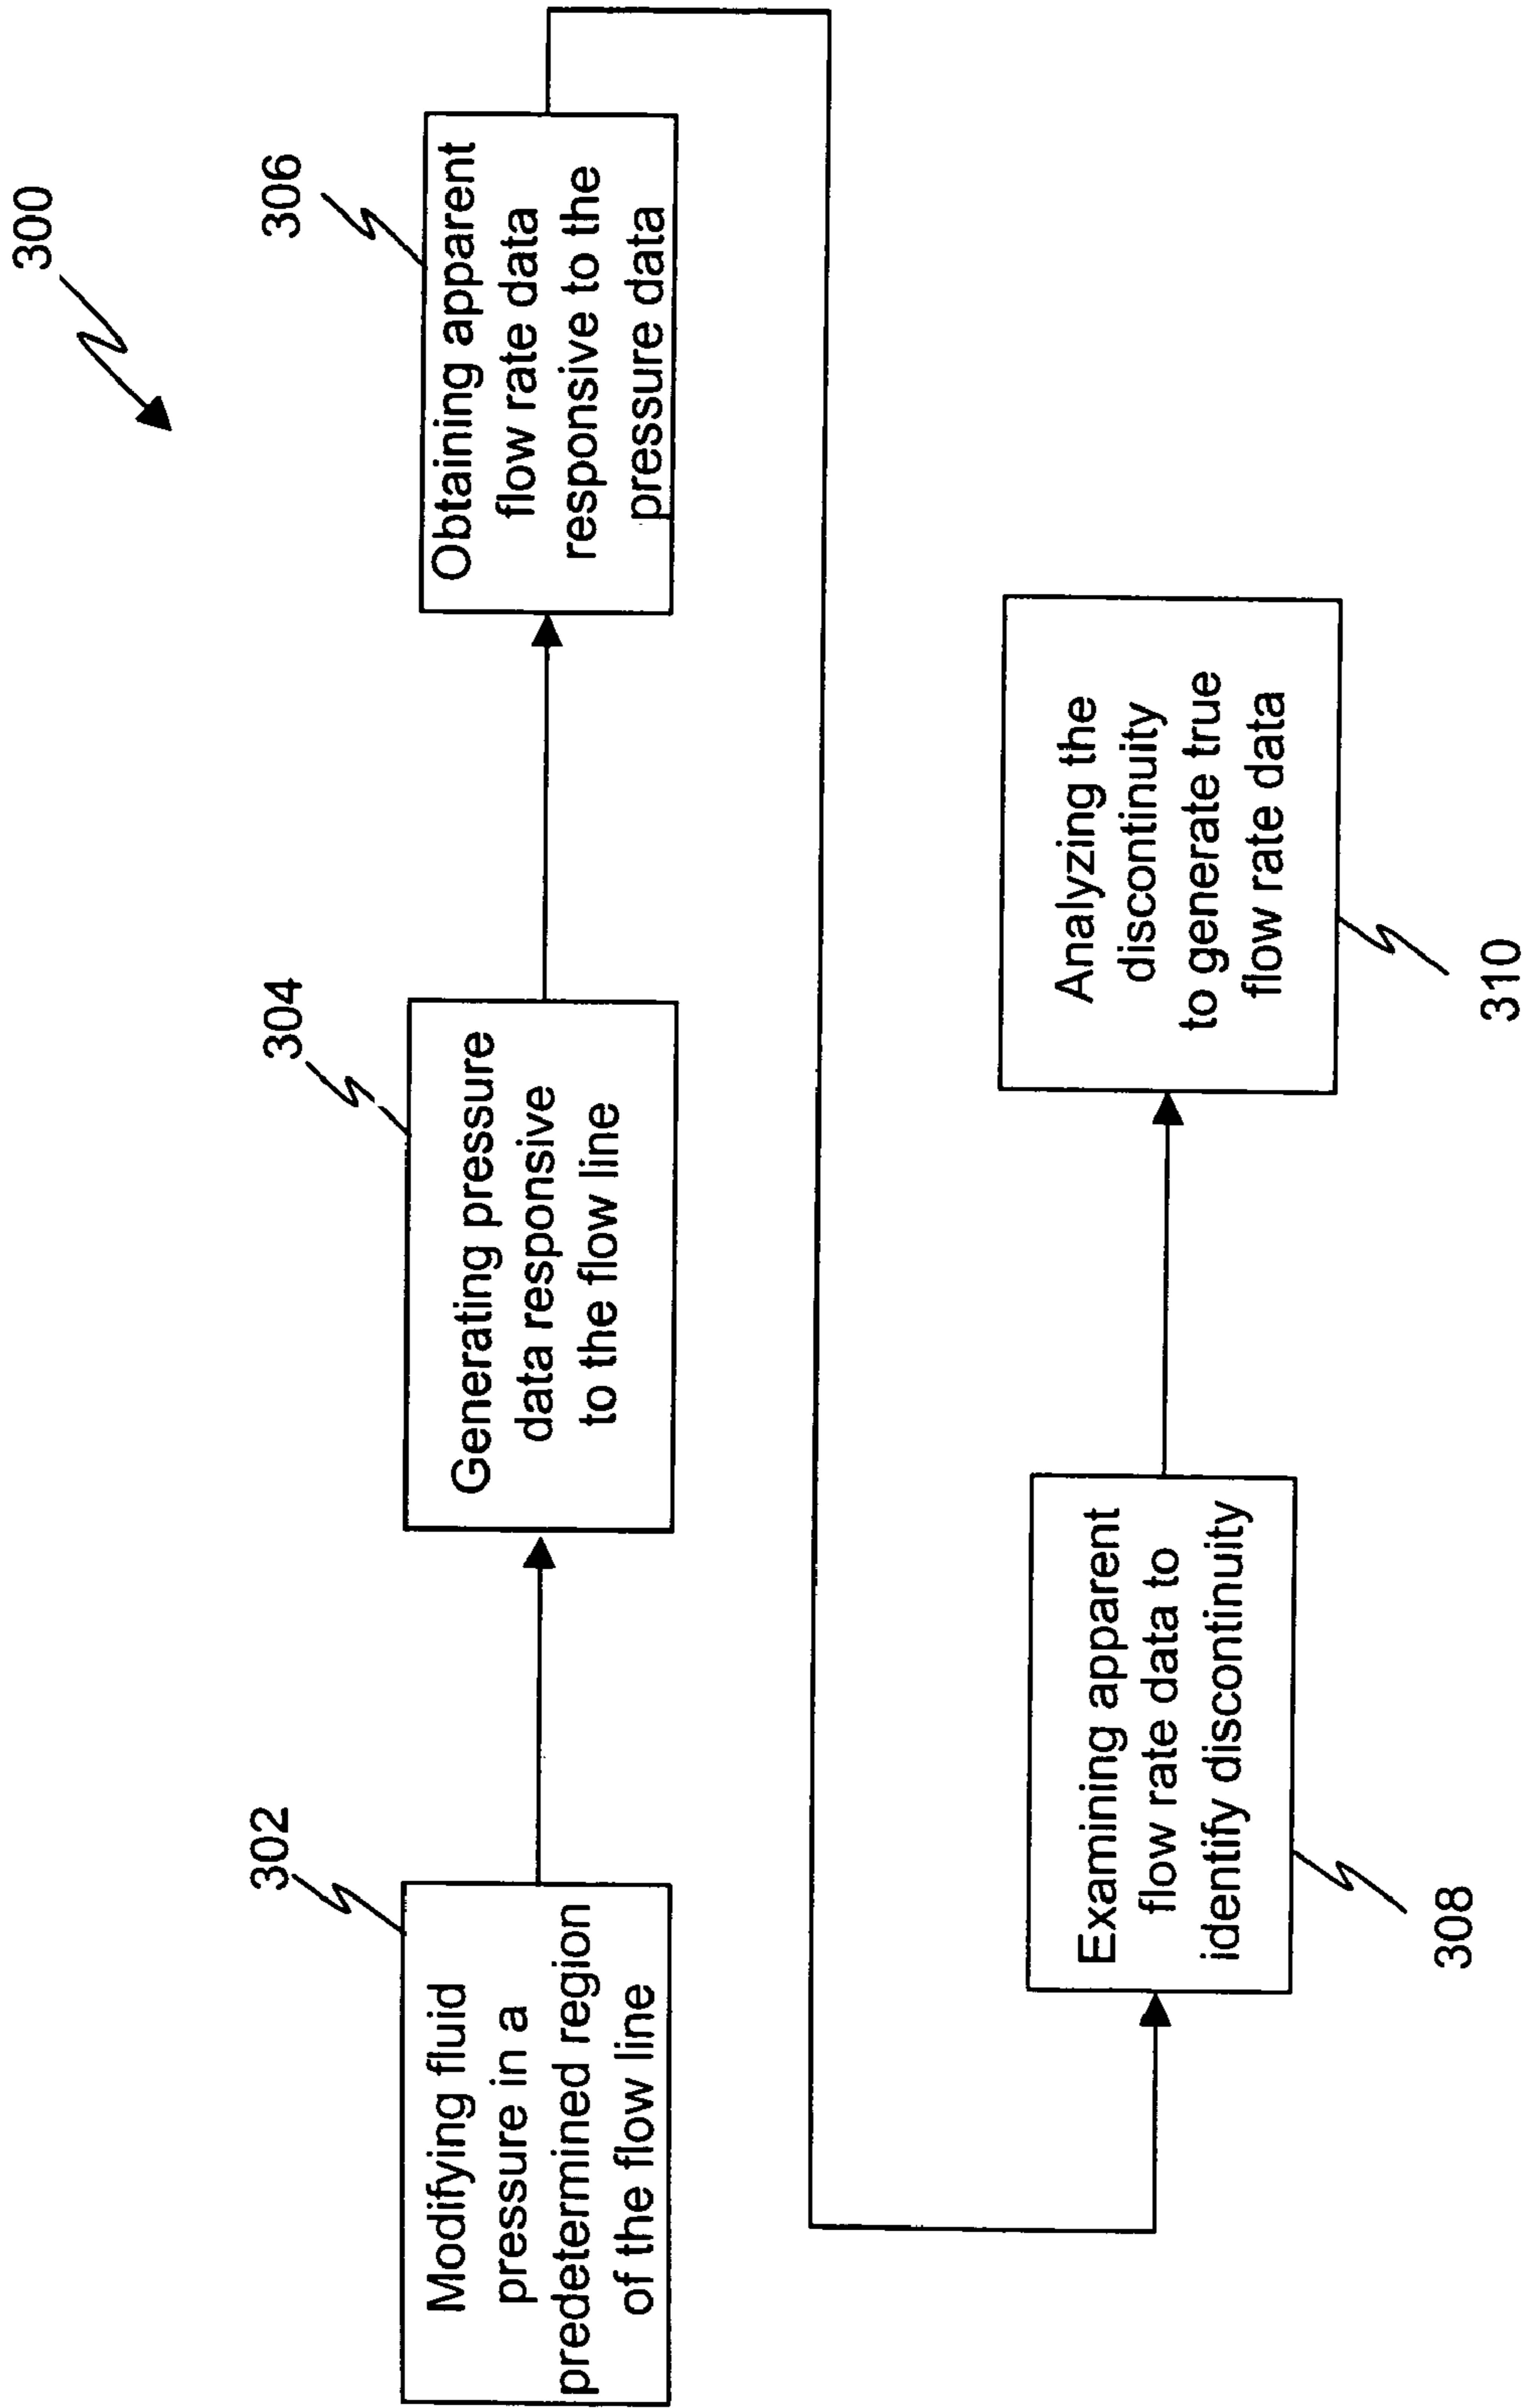 300
302
Modifying fluid
pressure in a
predetermined region
of the flow line
304
Generating pressure
data responsive
to the flow line
306
Obtaining apparent
flow rate data
responsive to the
pressure data
Examining apparent
flow rate data to
identify discontinuity
308
Analyzing the
discontinuity
to generate true
flow rate data
310